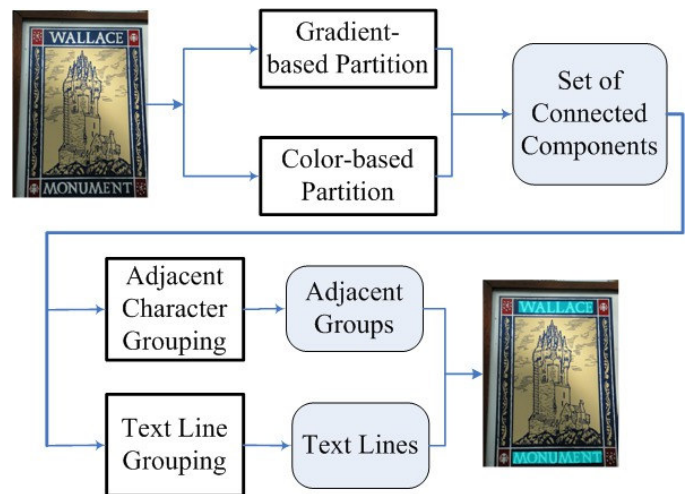 WALLACE
MONUMENT
Gradient-
based Partition
Color-based
Partition
Set of
Connected
Components
Adjacent
Character
Grouping
Adjacent
Groups
Text Line
Grouping
Text Lines
WALLACE
MONUMENT